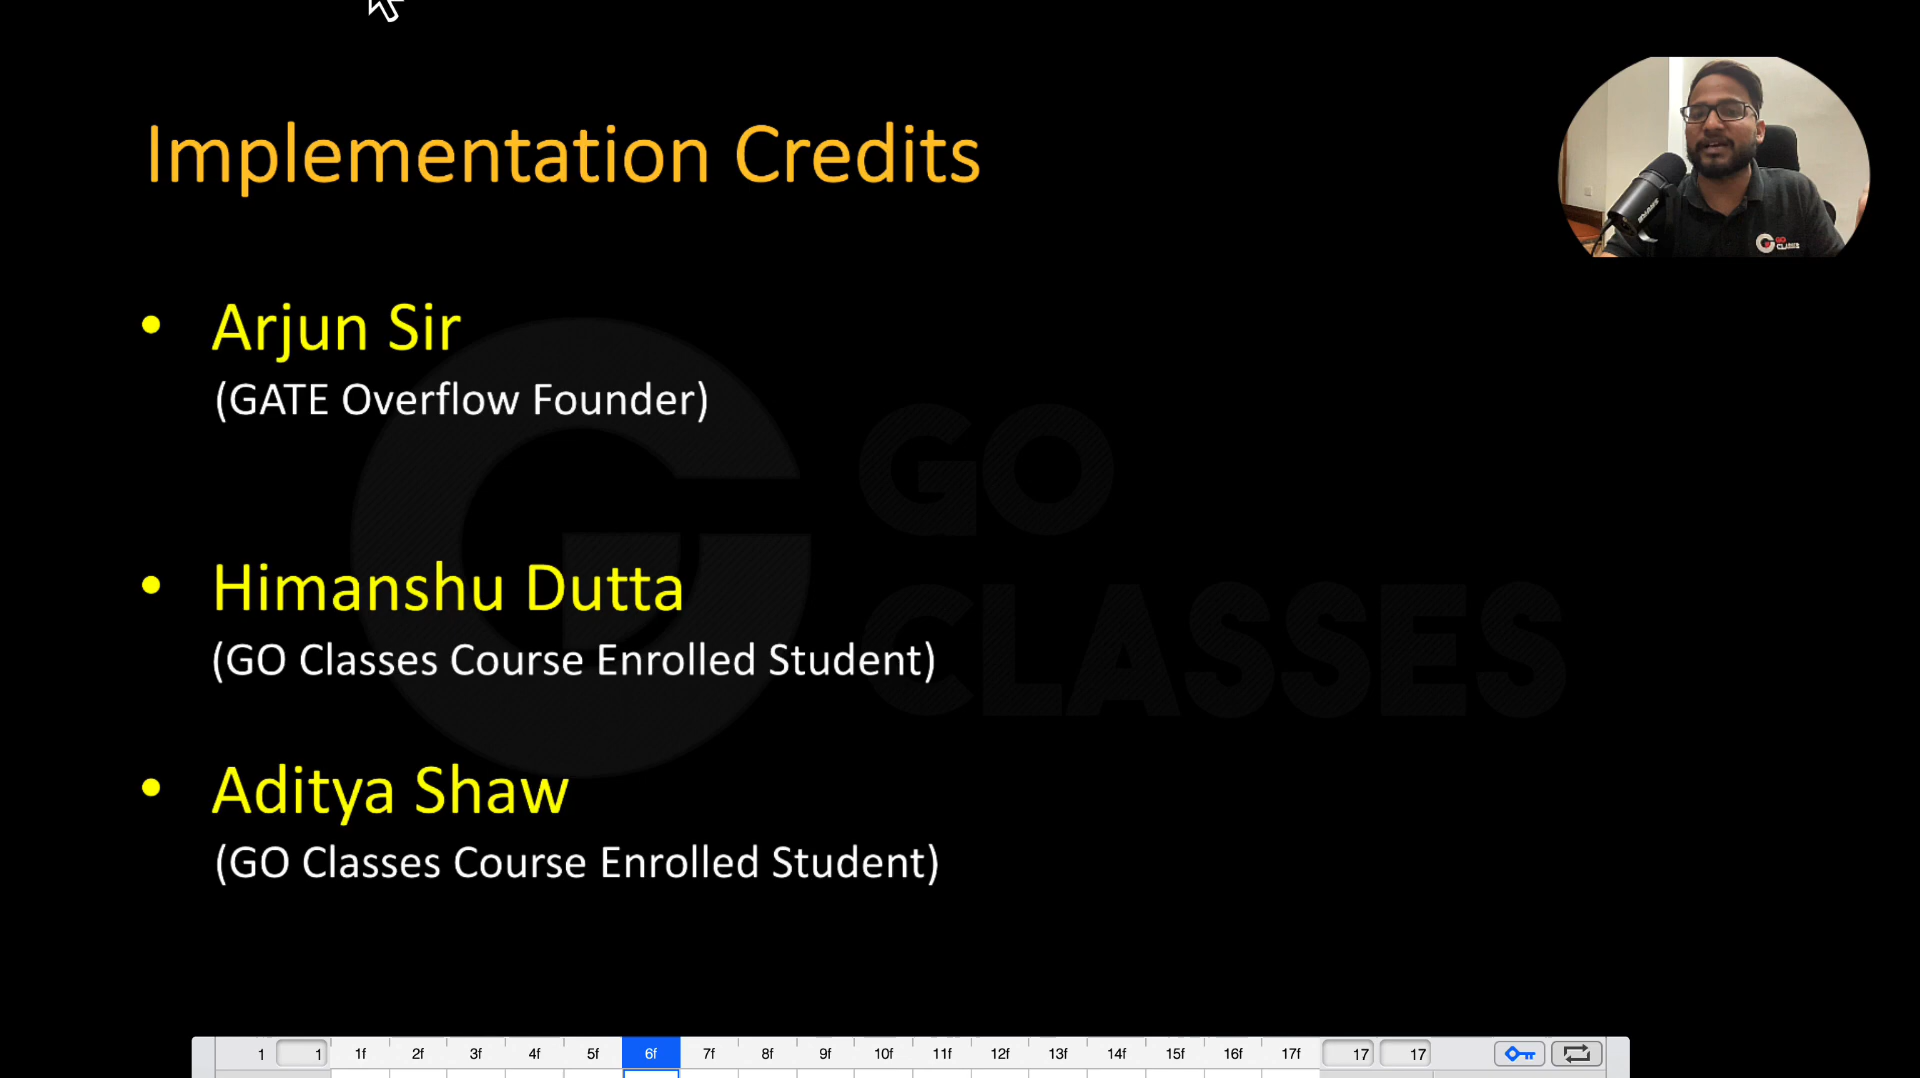 Implementation Credits
• Arjun Sir
(GATE Overflow Founder)
• Himanshu Dutta
(GO Classes Course Enrolled Student)
• Aditya Shaw
(GO Classes Course Enrolled Student)
GO
CLASSES
GO
CLASSES
1 1 1f 2f 3f 4f 5f 6f 7f 8f 9f 10f 11f 12f 13f 14f 15f 16f 17f 17 17